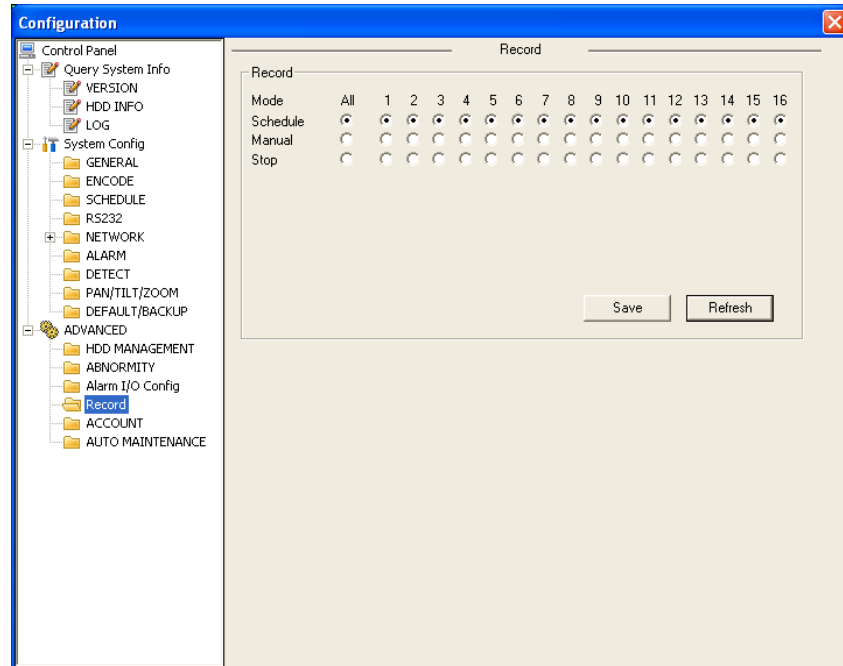 Configuration
Control Panel
Query System Info
VERSION
HDD INFO
LOG
System Config
GENERAL
ENCODE
SCHEDULE
RS232
NETWORK
ALARM
DETECT
PAN/TILT/ZOOM
DEFAULT/BACKUP
ADVANCED
HDD MANAGEMENT
ABNORMITY
Alarm I/O Config
Record
ACCOUNT
AUTO MAINTENANCE
Record
Record
Mode All 1 2 3 4 5 6 7 8 9 10 11 12 13 14 15 16
Schedule
Manual
Stop
Save Refresh